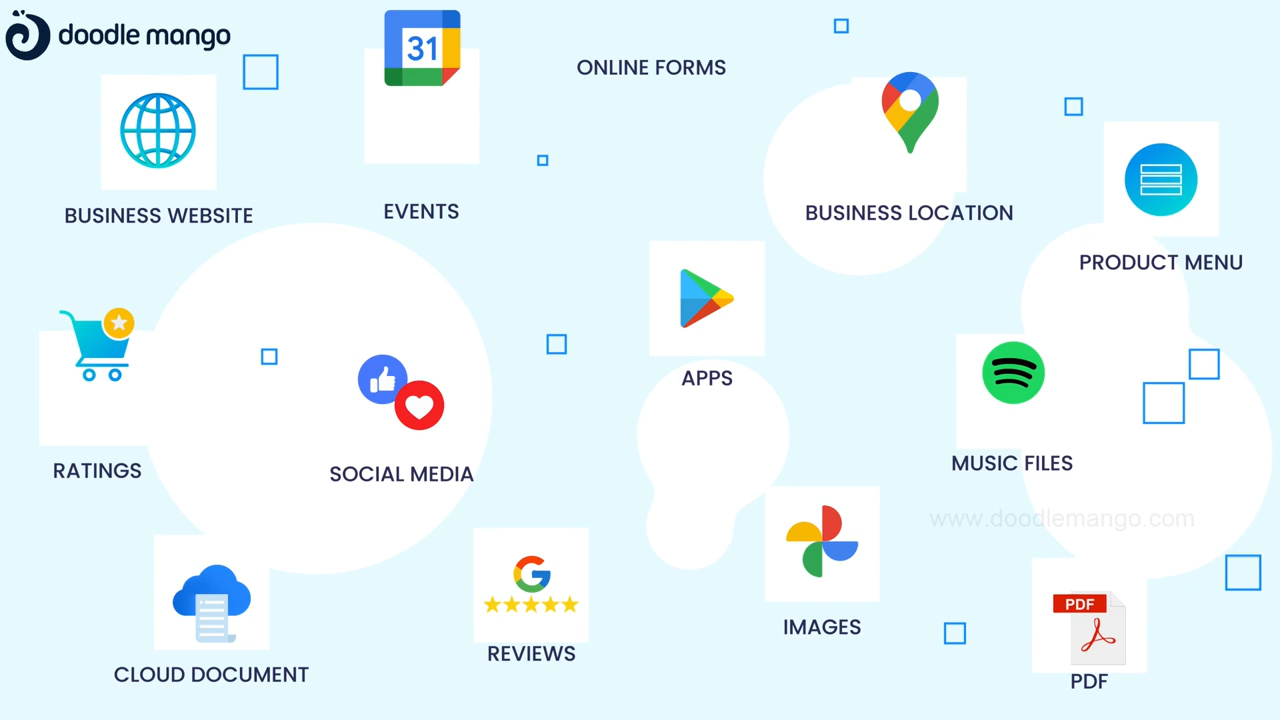 doodle mango
31
ONLINE FORMS
BUSINESS WEBSITE
EVENTS
BUSINESS LOCATION
PRODUCT MENU
APPS
RATINGS
SOCIAL MEDIA
MUSIC FILES
www.doodlemango.com
G
PDF
CLOUD DOCUMENT
REVIEWS
IMAGES
PDF